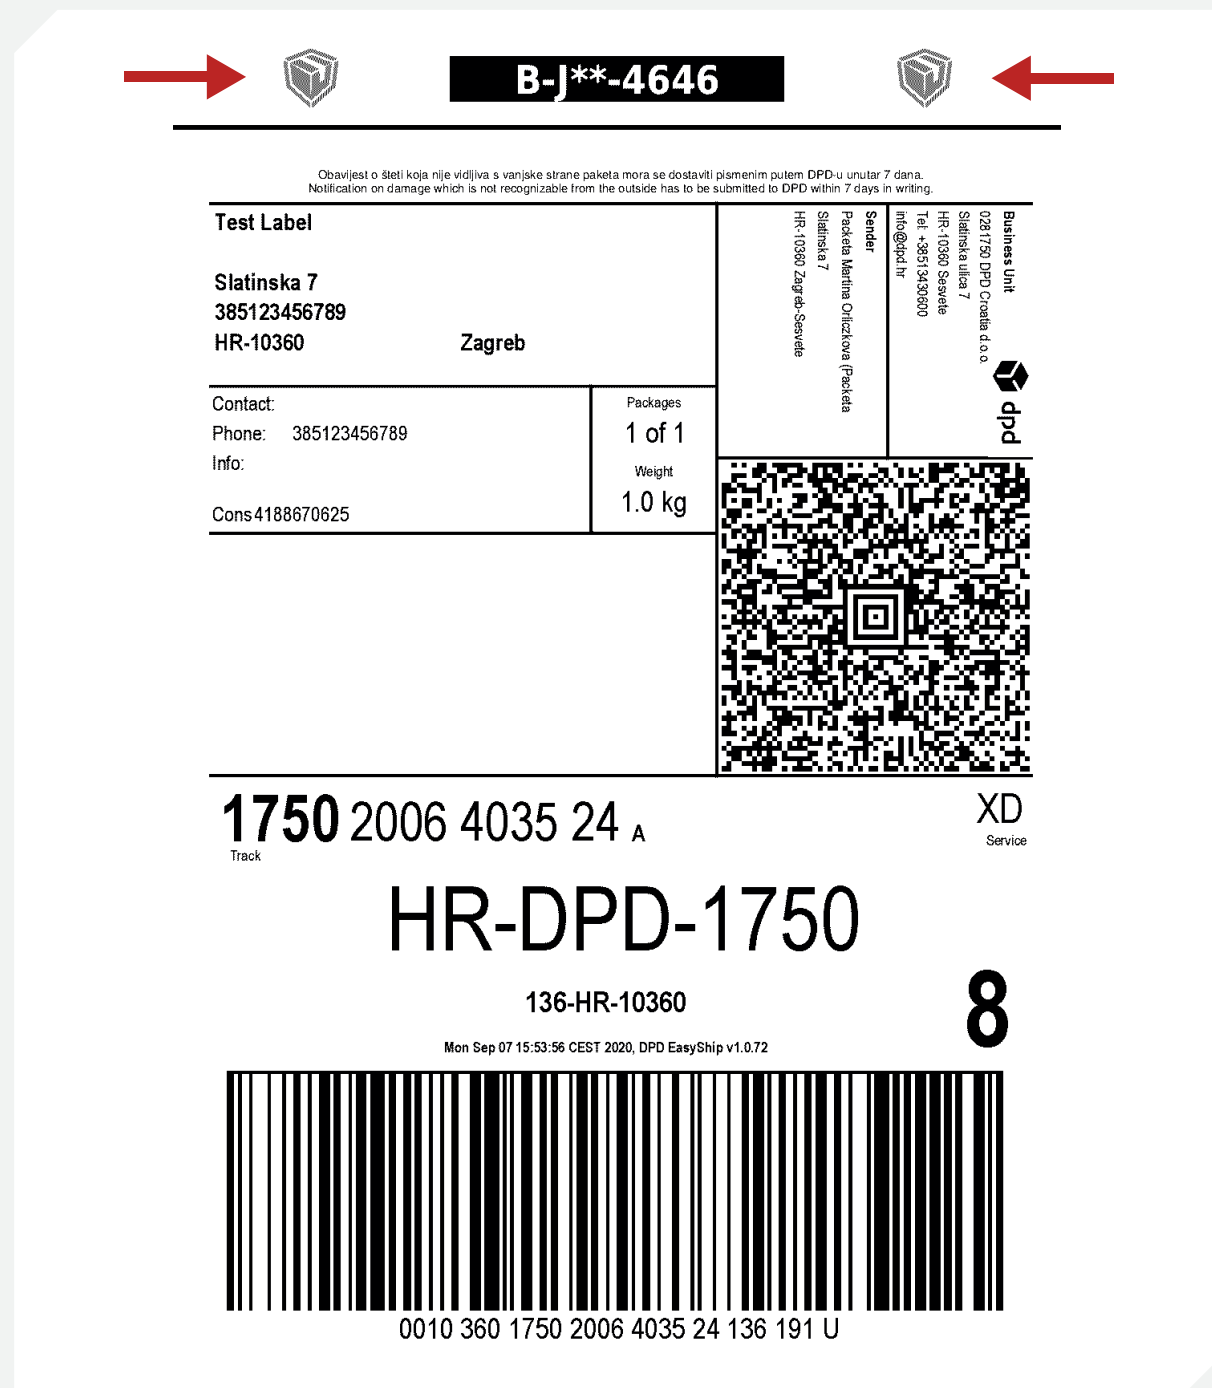 B-J**-4646
Obavijest o šteti koja nije vidljiva s vanjske strane paketa mora se dostaviti pismenim putem DPD-u unutar 7 dana.
Notification on damage which is not recognizable from the outside has to be submitted to DPD within 7 days in writing.
Test Label
Slatinska 7
385123456789
HR-10360 Zagreb
Contact:
Phone: 385123456789
Info:
Cons4188670625
Packages
1 of 1
Weight
1.0 kg
Business Unit
0281750 DPD Croatia d.o.o.
Slatinska ulica 7
HR-10360 Sesvete
Tel: +38513430600
info@dpd.hr
Sender
Packeta Martina Orliczkova (Packeta
Slatinska 7
HR-10360 Zagreb-Sesvete
dpd
1750 2006 4035 24 A
Track
XD
Service
HR-DPD-1750
136-HR-10360
8
Mon Sep 07 15:53:56 CEST 2020, DPD EasyShip v1.0.72
0010 360 1750 2006 4035 24 136 191 U